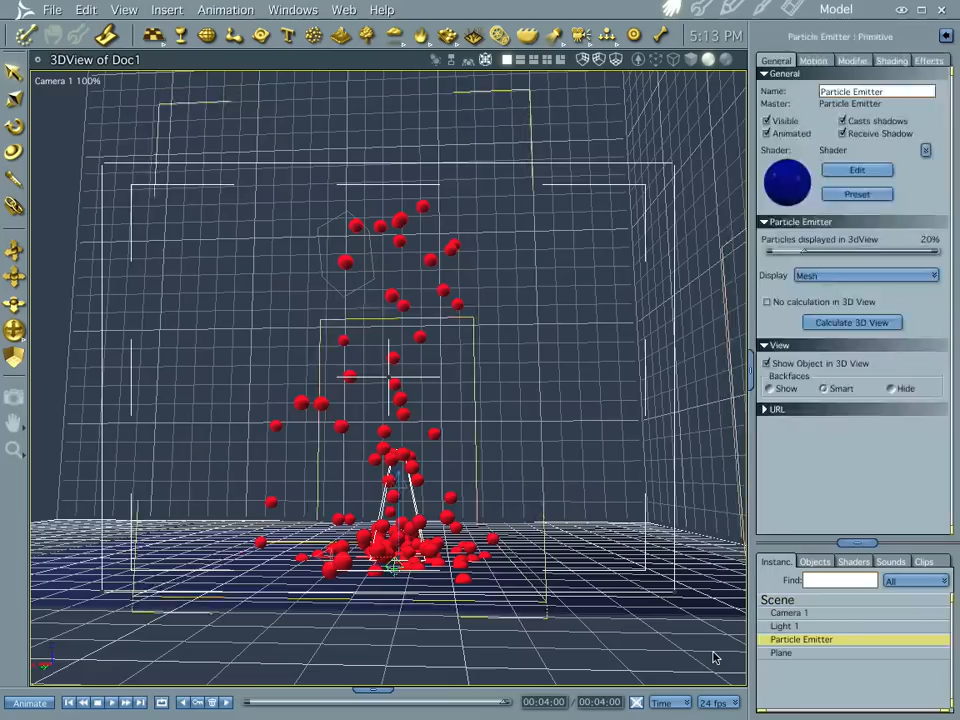 File Edit View Insert Animation Windows Web Help
Model
5:13 PM
3DView of Doc1
Camera 1 100%
Particle Emitter : Primitive
General Motion Modifie. Shading Effects
General
Name: Particle Emitter
Master: Particle Emitter
Visible Casts shadows
Animated Receive Shadow
Shader: Shader
Edit
Preset
Particle Emitter
Particles displayed in 3dView 20%
Display Mesh
No calculation in 3D View
Calculate 3D View
View
Show Object in 3D View
Backfaces
Show Smart Hide
URL
Instanc. Objects Shaders Sounds Clips
Find: All
Scene
Camera 1
Light 1
Particle Emitter
Plane
Animate 00:04:00 / 00:04:00 Time 24 fps